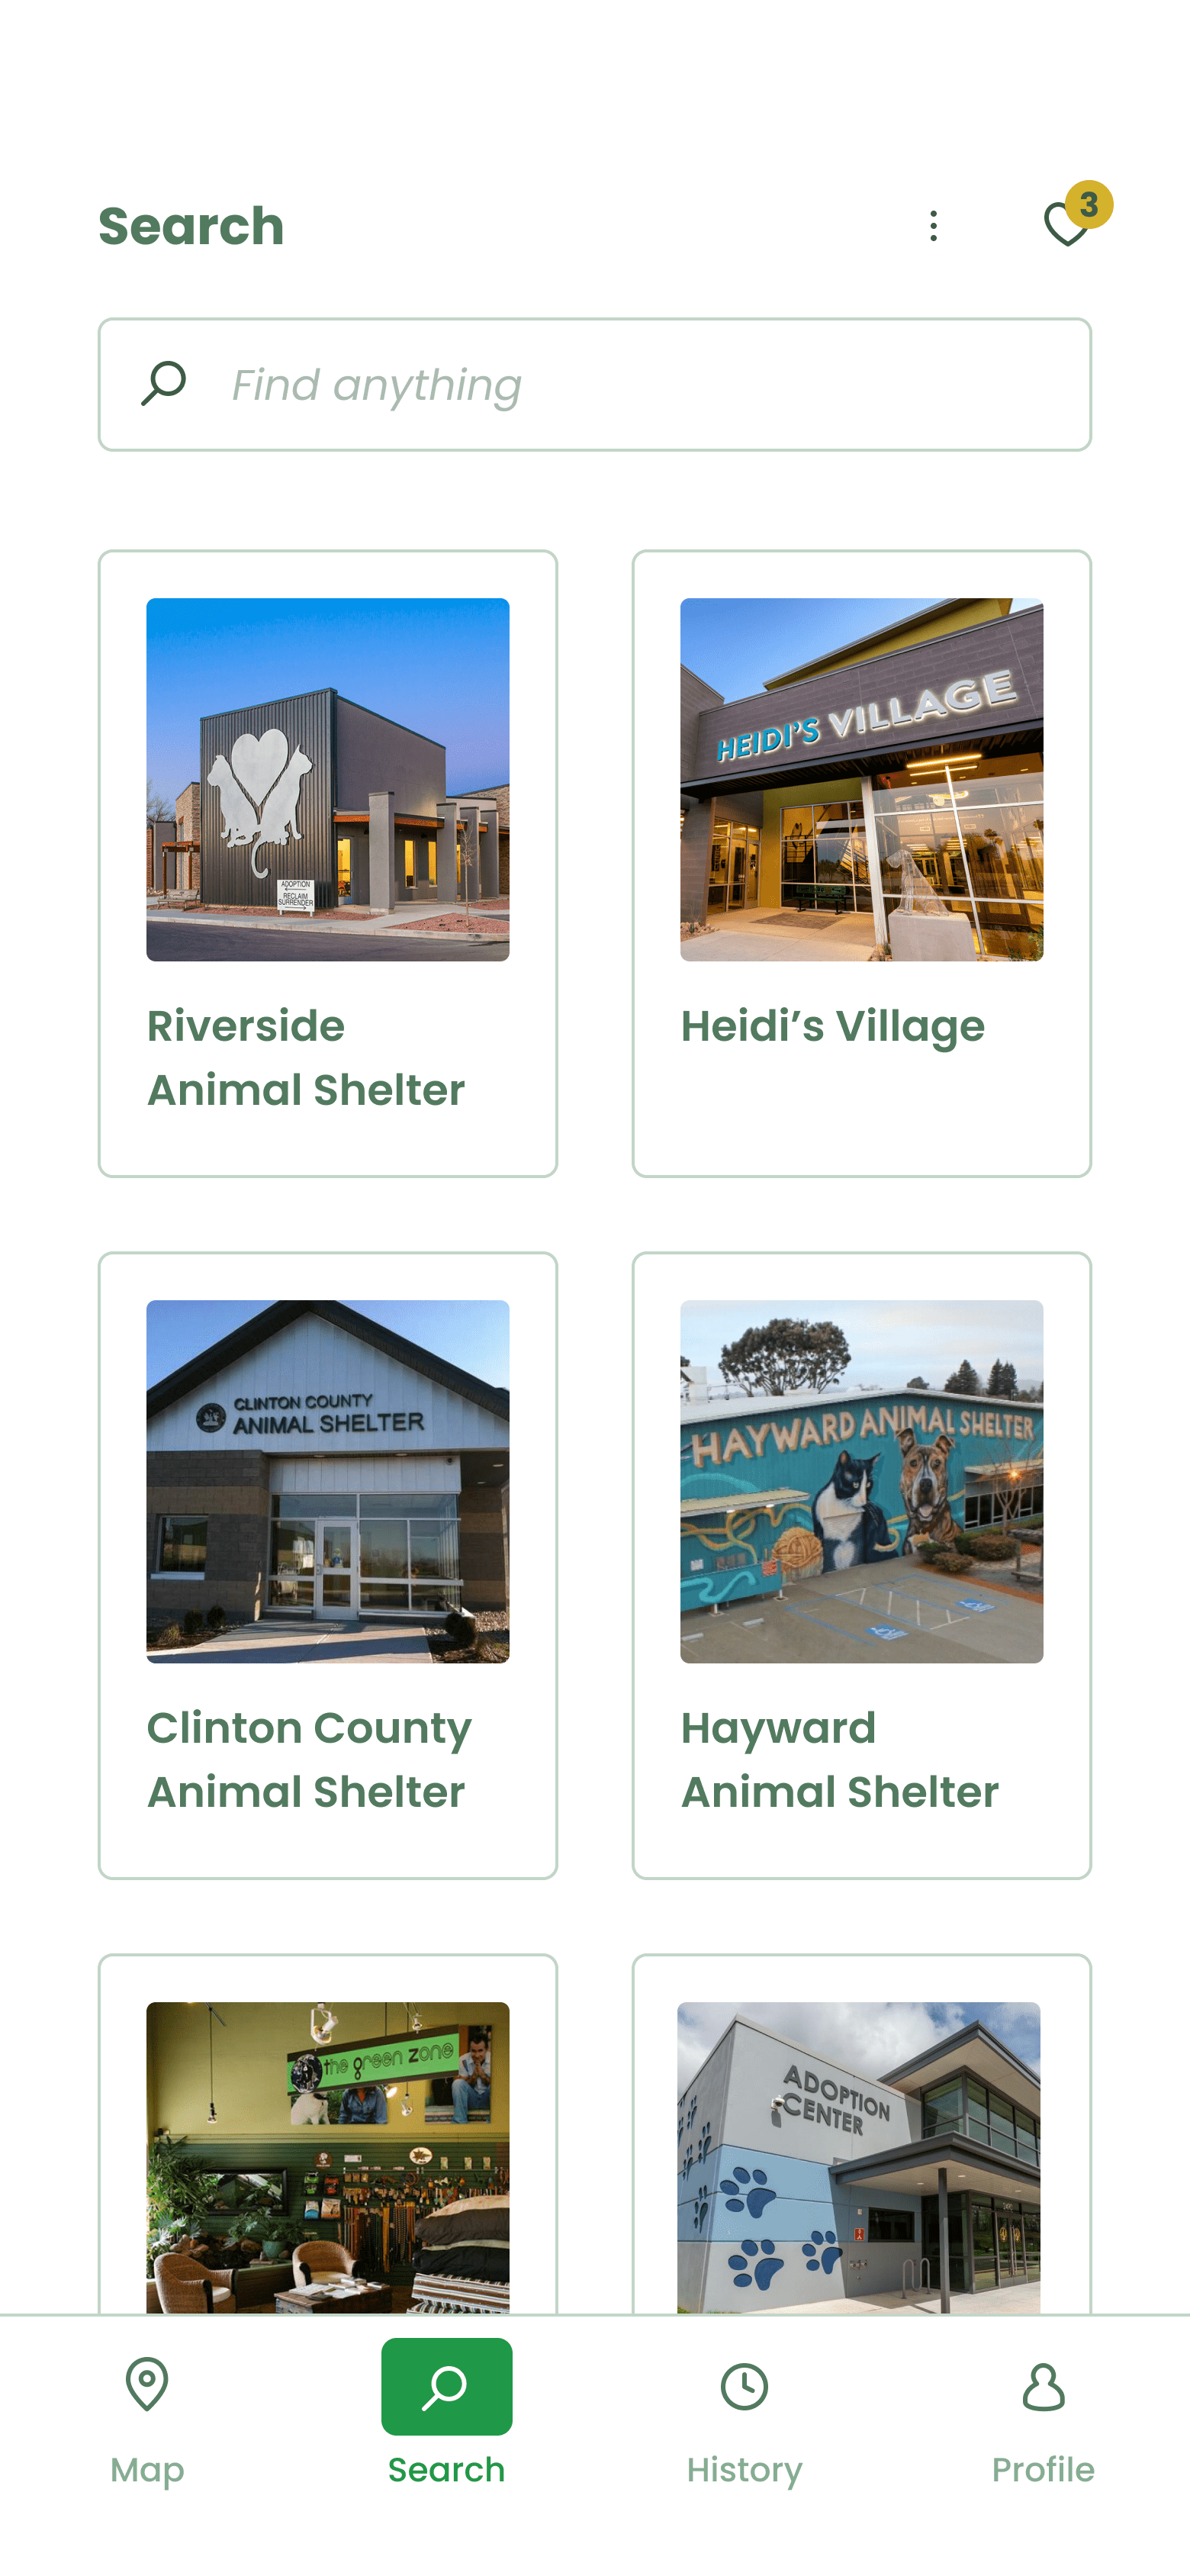 Search
3
Find anything
ADOPTION
RECLAIM
SURRENDER
HEIDI'S VILLAGE
Riverside
Animal Shelter
Heidi’s Village
CLINTON COUNTY
ANIMAL SHELTER
HAYWARD ANIMAL SHELTER
Clinton County
Animal Shelter
Hayward
Animal Shelter
the green zone
ADOPTION
CENTER
Map
Search
History
Profile